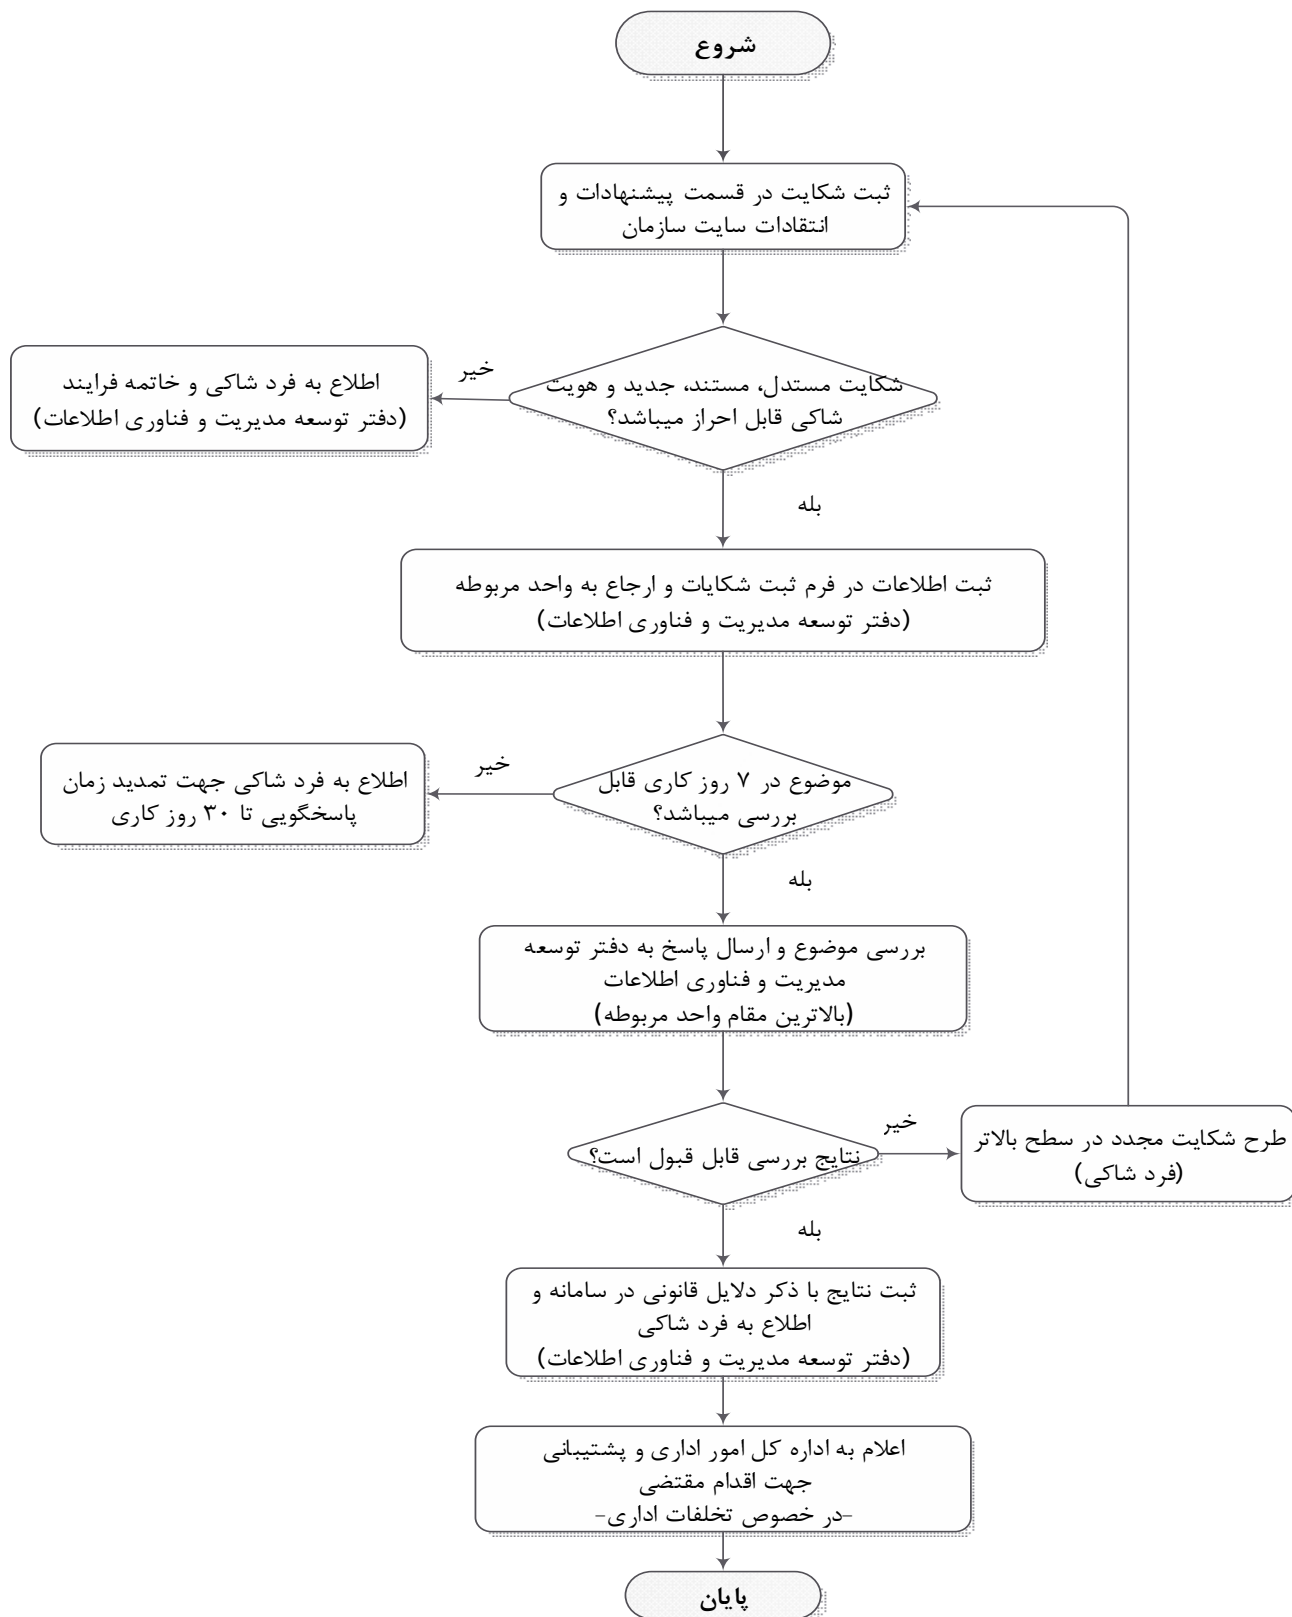 شروع
ثبت شکایت در قسمت پیشنهادات و
انتقادات سایت سازمان
شکایت مستدل، مستند، جدید و هویت
شاکی قابل احراز میباشد؟
خیر
اطلاع به فرد شاکی و خاتمه فرایند
(دفتر توسعه مدیریت و فناوری اطلاعات)
بله
ثبت اطلاعات در فرم ثبت شکایات و ارجاع به واحد مربوطه
(دفتر توسعه مدیریت و فناوری اطلاعات)
موضوع در ۷ روز کاری قابل
بررسی میباشد؟
خیر
اطلاع به فرد شاکی جهت تمدید زمان
پاسخگویی تا ۳۰ روز کاری
بله
بررسی موضوع و ارسال پاسخ به دفتر توسعه
مدیریت و فناوری اطلاعات
(بالاترین مقام واحد مربوطه)
نتایج بررسی قابل قبول است؟
خیر
طرح شکایت مجدد در سطح بالاتر
(فرد شاکی)
بله
ثبت نتایج با ذکر دلایل قانونی در سامانه و
اطلاع به فرد شاکی
(دفتر توسعه مدیریت و فناوری اطلاعات)
اعلام به اداره کل امور اداری و پشتیبانی
جهت اقدام مقتضی
-در خصوص تخلفات اداری-
پایان